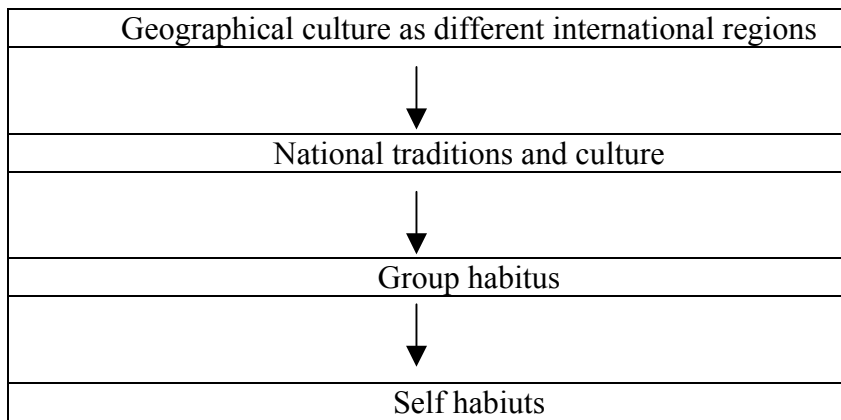 Geographical culture as different international regions
National traditions and culture
Group habitus
Self habiuts